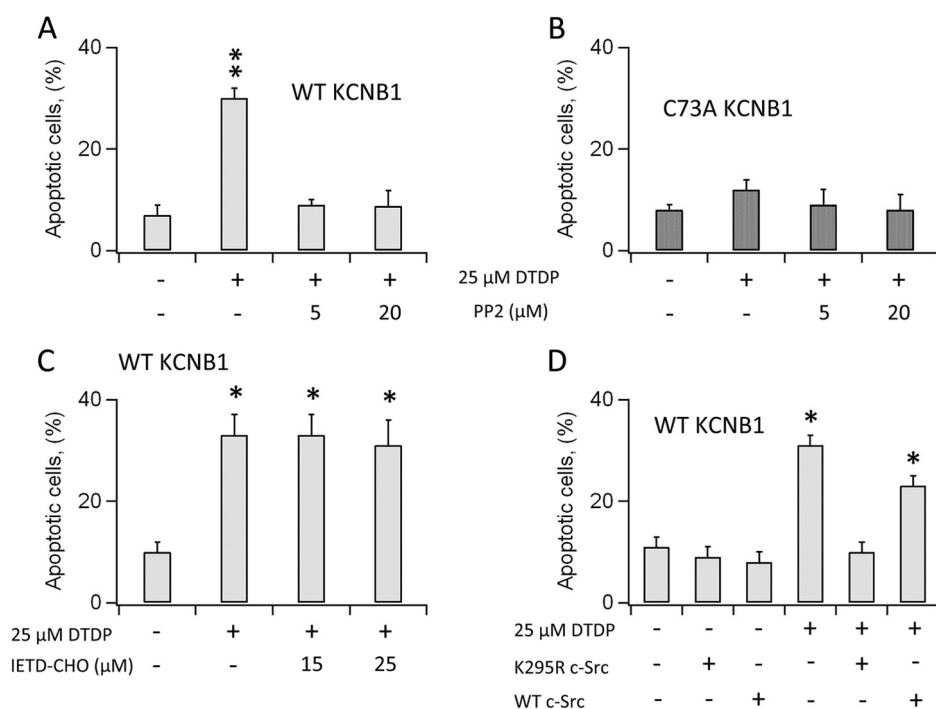 A
Apoptotic cells, (%)
40
20
0
**
WT KCNB1
- + + +
- - 5 20
B
Apoptotic cells, (%)
40
20
0
C73A KCNB1
25 µM DTDP - + + +
PP2 (µM) - - 5 20
C
WT KCNB1
Apoptotic cells, (%)
40
20
0
* * *
25 µM DTDP - + + +
IETD-CHO (µM) - - 15 25
D
Apoptotic cells, (%)
40
20
0
WT KCNB1
* *
25 µM DTDP - - - + + +
K295R c-Src - + - - + -
WT c-Src - - + - - +